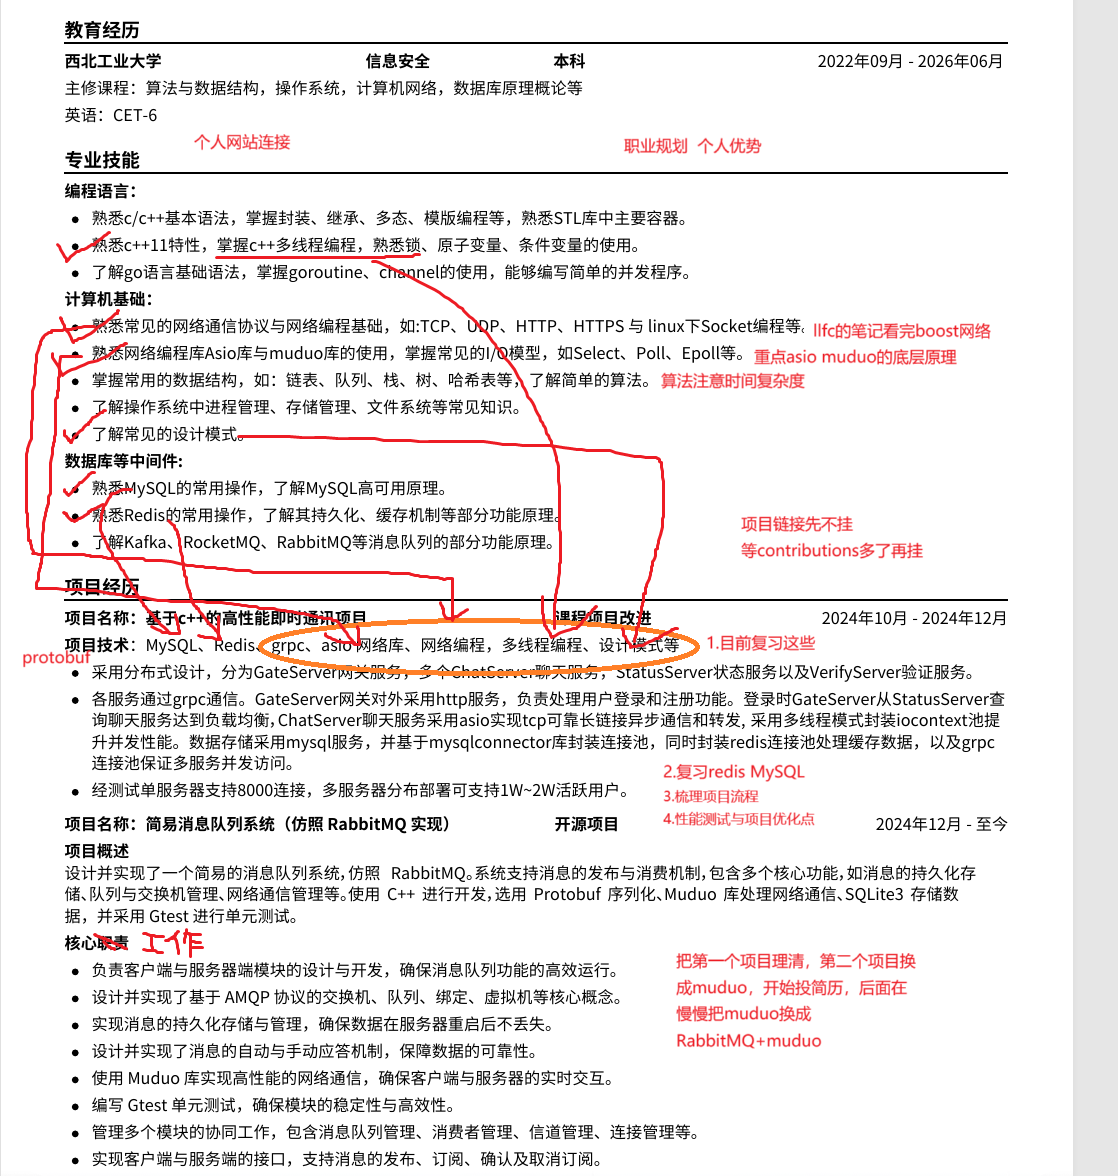 教育经历
西北工业大学 信息安全 本科 2022年09月 - 2026年06月
主修课程：算法与数据结构，操作系统，计算机网络，数据库原理概论等
英语：CET-6
个人网站连接 职业规划 个人优势
专业技能
编程语言：
● 熟悉c/c++基本语法，掌握封装、继承、多态、模版编程等，熟悉STL库中主要容器。
● 熟悉c++11特性，掌握c++多线程编程，熟悉锁、原子变量、条件变量的使用。
● 了解go语言基础语法，掌握goroutine、channel的使用，能够编写简单的并发程序。
计算机基础：
● 熟悉常见的网络通信协议与网络编程基础，如:TCP、UDP、HTTP、HTTPS 与 linux下Socket编程等。 llfc的笔记看完boost网络
● 熟悉网络编程库Asio库与muduo库的使用，掌握常见的I/O模型，如Select、Poll、Epoll等。 重点asio muduo的底层原理
● 掌握常用的数据结构，如：链表、队列、栈、树、哈希表等，了解简单的算法。 算法注意时间复杂度
● 了解操作系统中进程管理、存储管理、文件系统等常见知识。
● 了解常见的设计模式。
数据库等中间件:
● 熟悉MySQL的常用操作，了解MySQL高可用原理。
● 熟悉Redis的常用操作，了解其持久化、缓存机制等部分功能原理。
项目链接先不挂
● 了解Kafka、RocketMQ、RabbitMQ等消息队列的部分功能原理。
等contributions多了再挂
项目经历
项目名称：基于c++的高性能即时通讯项目 课程项目改进 2024年10月 - 2024年12月
项目技术：MySQL、Redis、grpc、asio 网络库、网络编程，多线程编程、设计模式等 1.目前复习这些
protobuf
● 采用分布式设计，分为GateServer网关服务，多个ChatServer聊天服务，StatusServer状态服务以及VerifyServer验证服务。
● 各服务通过grpc通信。GateServer网关对外采用http服务，负责处理用户登录和注册功能。登录时GateServer从StatusServer查
询聊天服务达到负载均衡，ChatServer聊天服务采用asio实现tcp可靠长链接异步通信和转发, 采用多线程模式封装iocontext池提
升并发性能。数据存储采用mysql服务，并基于mysqlconnector库封装连接池，同时封装redis连接池处理缓存数据，以及grpc
连接池保证多服务并发访问。
2.复习redis MySQL
● 经测试单服务器支持8000连接，多服务器分布部署可支持1W~2W活跃用户。
3.梳理项目流程
4.性能测试与项目优化点
项目名称：简易消息队列系统（仿照 RabbitMQ 实现） 开源项目 2024年12月 - 至今
项目概述
设计并实现了一个简易的消息队列系统,仿照 RabbitMQ。系统支持消息的发布与消费机制,包含多个核心功能,如消息的持久化存
储、队列与交换机管理、网络通信管理等。使用 C++ 进行开发,选用 Protobuf 序列化、Muduo 库处理网络通信、SQLite3 存储数
据，并采用 Gtest 进行单元测试。
核心职责 工作
● 负责客户端与服务器端模块的设计与开发，确保消息队列功能的高效运行。
● 设计并实现了基于 AMQP 协议的交换机、队列、绑定、虚拟机等核心概念。
● 实现消息的持久化存储与管理，确保数据在服务器重启后不丢失。
● 设计并实现了消息的自动与手动应答机制，保障数据的可靠性。
● 使用 Muduo 库实现高性能的网络通信，确保客户端与服务器的实时交互。
● 编写 Gtest 单元测试，确保模块的稳定性与高效性。
● 管理多个模块的协同工作，包含消息队列管理、消费者管理、信道管理、连接管理等。
● 实现客户端与服务端的接口，支持消息的发布、订阅、确认及取消订阅。
把第一个项目理清，第二个项目换
成muduo，开始投简历，后面在
慢慢把muduo换成
RabbitMQ+muduo